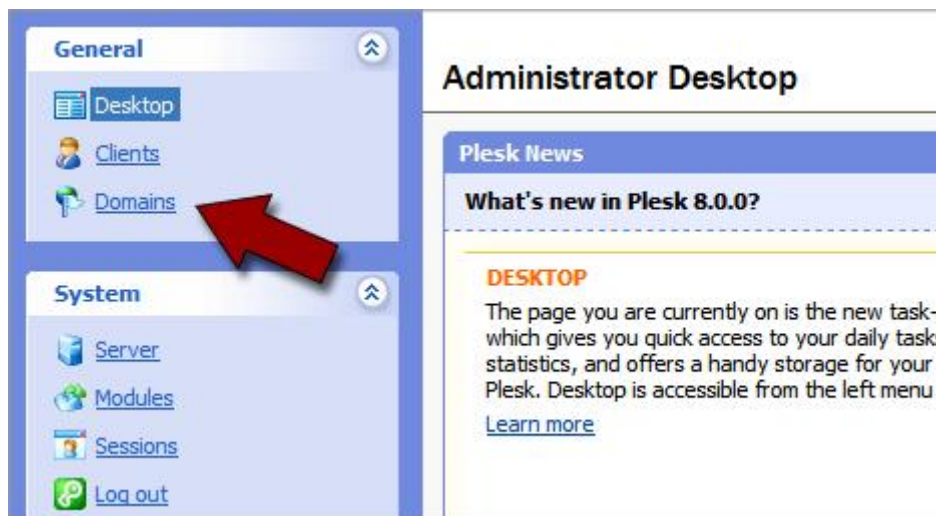 General
Desktop
Clients
Domains
System
Server
Modules
Sessions
Log out
Administrator Desktop
Plesk News
What's new in Plesk 8.0.0?
DESKTOP
The page you are currently on is the new task-
which gives you quick access to your daily task
statistics, and offers a handy storage for your
Plesk. Desktop is accessible from the left menu
Learn more